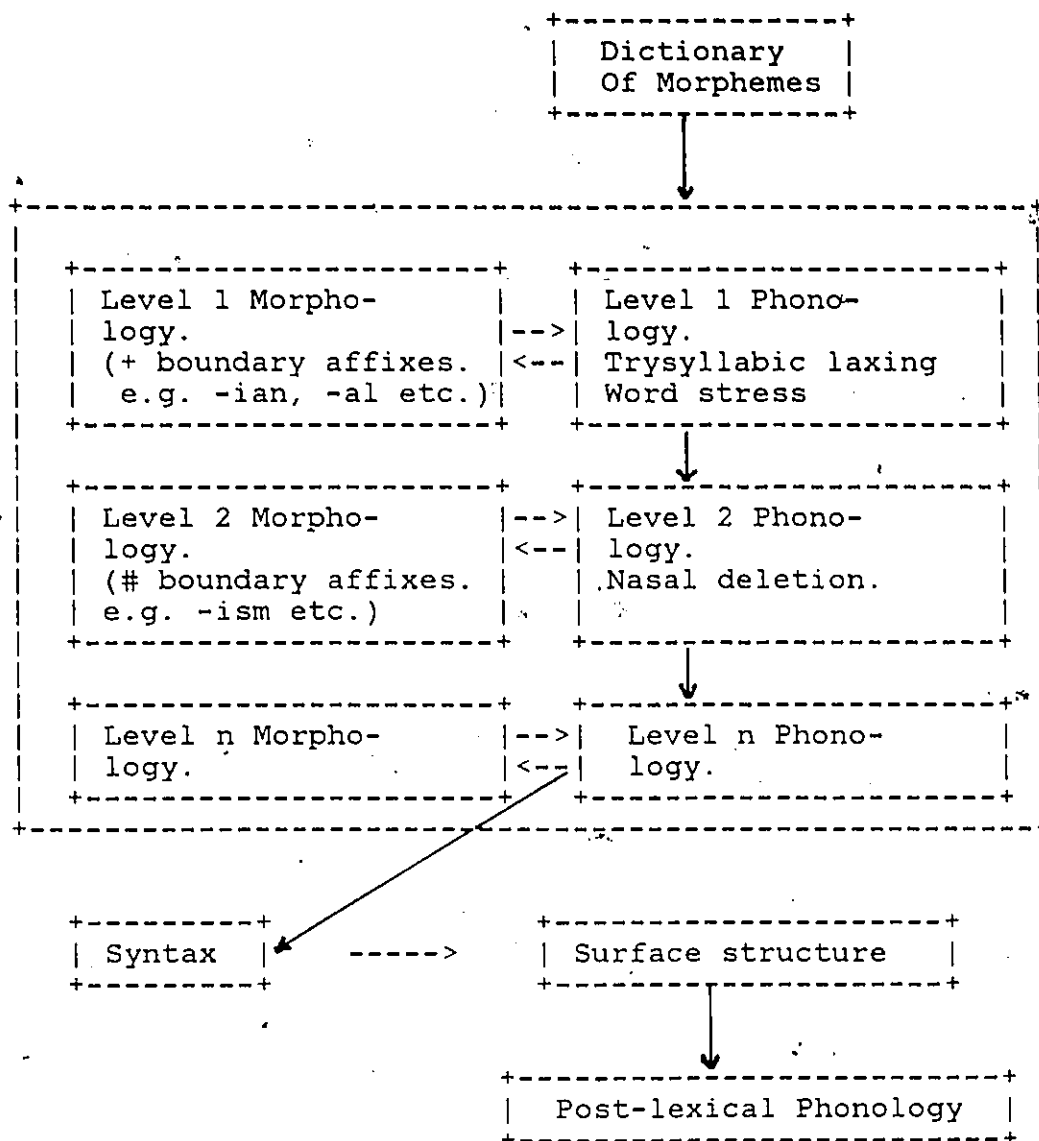 Dictionary
Of Morphemes
Level 1 Morpho-
logy.
(+ boundary affixes.
e.g. -ian, -al etc.)
Level 1 Phono-
logy.
Trysyllabic laxing
Word stress
Level 2 Morpho-
logy.
(# boundary affixes.
e.g. -ism etc.)
Level 2 Phono-
logy.
Nasal deletion.
Level n Morpho-
logy.
Level n Phono-
logy.
Syntax
Surface structure
Post-lexical Phonology